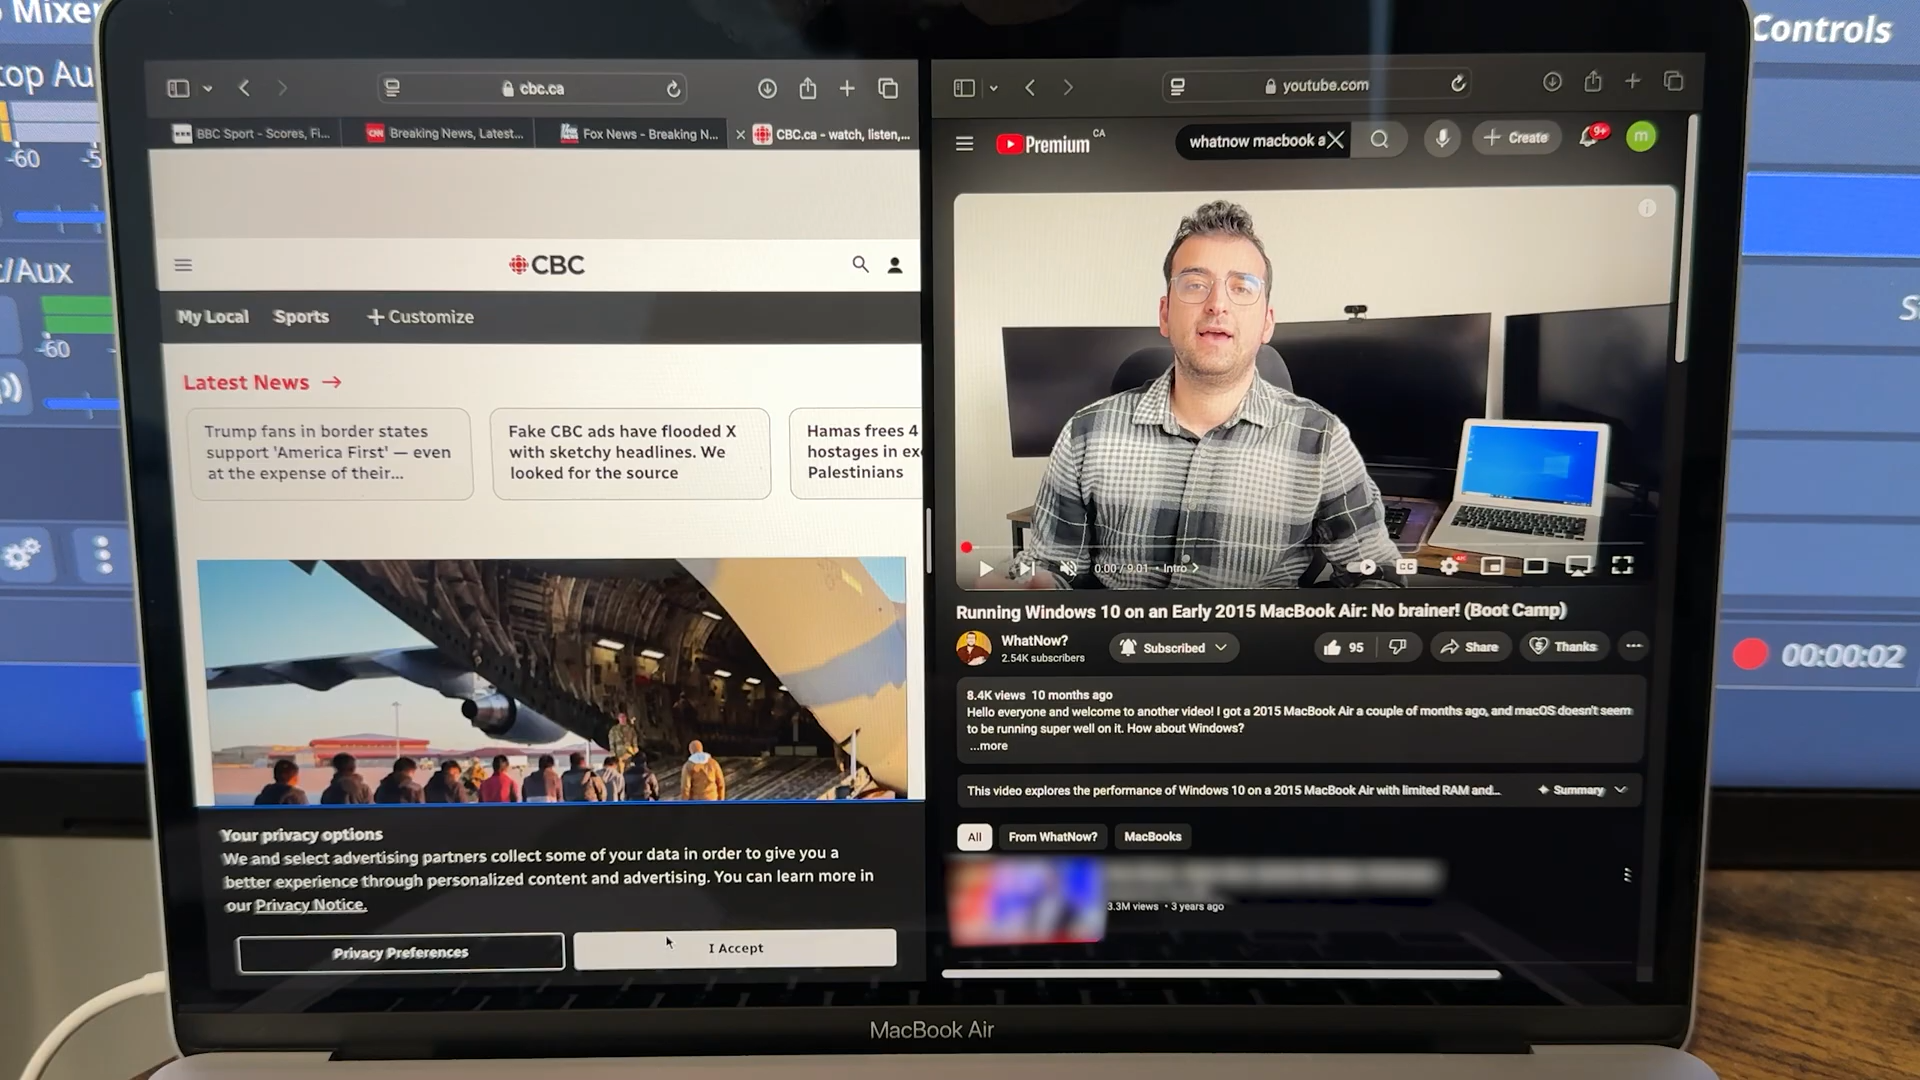 Mixer
top Au
-60
-5
/Aux
-60
Controls
00:00:02
cbc.ca
BBC Sport - Scores, Fi...
CNN
Breaking News, Latest...
Fox News - Breaking N...
CBC.ca - watch, listen,...
CBC
My Local
Sports
Customize
Latest News →
Trump fans in border states
support 'America First' — even
at the expense of their...
Fake CBC ads have flooded X
with sketchy headlines. We
looked for the source
Hamas frees 4
hostages in ex
Palestinians
Your privacy options
We and select advertising partners collect some of your data in order to give you a
better experience through personalized content and advertising. You can learn more in
our Privacy Notice.
Privacy Preferences
I Accept
youtube.com
Premium CA
whatnow macbook a
Create
9+
m
0:00 / 9:01 • Intro
CC
Running Windows 10 on an Early 2015 MacBook Air: No brainer! (Boot Camp)
WhatNow?
2.54K subscribers
Subscribed
95
Share
Thanks
8.4K views 10 months ago
Hello everyone and welcome to another video! I got a 2015 MacBook Air a couple of months ago, and macOS doesn't seem
to be running super well on it. How about Windows?
...more
This video explores the performance of Windows 10 on a 2015 MacBook Air with limited RAM and...
Summary
All
From WhatNow?
MacBooks
3.3M views • 3 years ago
MacBook Air